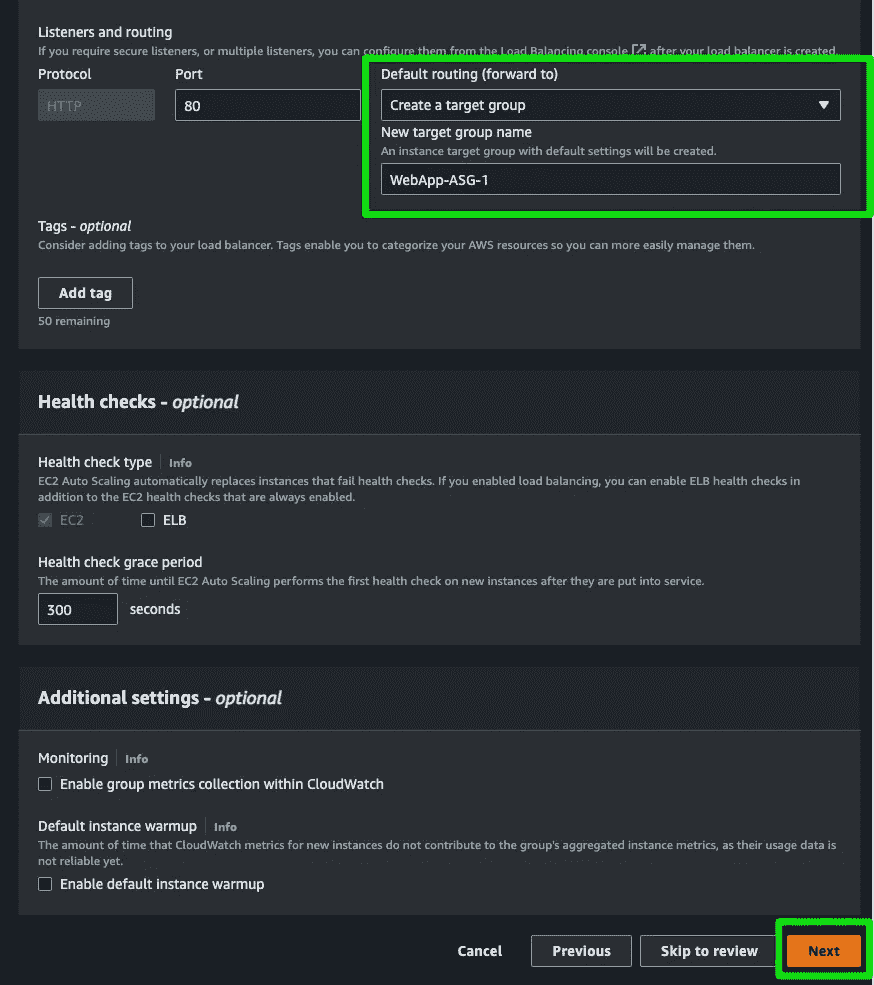 Listeners and routing
If you require secure listeners, or multiple listeners, you can configure them from the Load Balancing console after your load balancer is created.
Protocol
Port
Default routing (forward to)
HTTP
80
Create a target group
New target group name
An instance target group with default settings will be created.
WebApp-ASG-1
Tags - optional
Consider adding tags to your load balancer. Tags enable you to categorize your AWS resources so you can more easily manage them.
Add tag
50 remaining
Health checks - optional
Health check type Info
EC2 Auto Scaling automatically replaces instances that fail health checks. If you enabled load balancing, you can enable ELB health checks in
addition to the EC2 health checks that are always enabled.
EC2 ELB
Health check grace period
The amount of time until EC2 Auto Scaling performs the first health check on new instances after they are put into service.
300 seconds
Additional settings - optional
Monitoring Info
Enable group metrics collection within CloudWatch
Default instance warmup Info
The amount of time that CloudWatch metrics for new instances do not contribute to the group's aggregated instance metrics, as their usage data is
not reliable yet.
Enable default instance warmup
Cancel Previous Skip to review Next